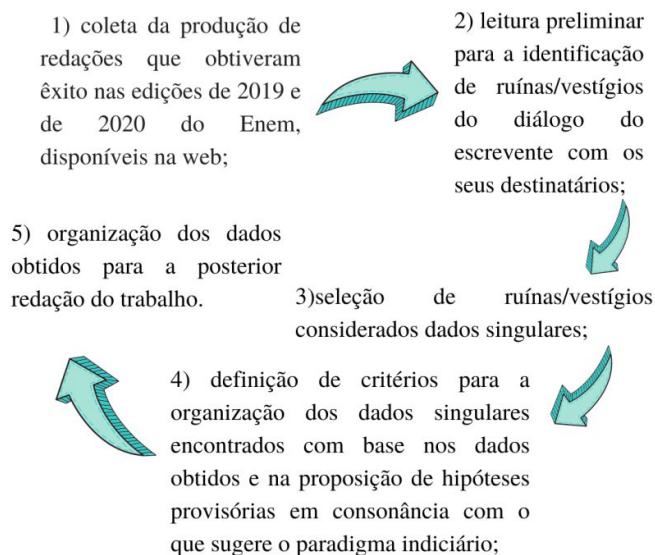 1) coleta da produção de
redações que obtiveram
êxito nas edições de 2019 e
de 2020 do Enem,
disponíveis na web;
2) leitura preliminar
para a identificação
de ruínas/vestígios
do diálogo do
escrevente com os
seus destinatários;
3)seleção de ruínas/vestígios
considerados dados singulares;
4) definição de critérios para a
organização dos dados singulares
encontrados com base nos dados
obtidos e na proposição de hipóteses
provisórias em consonância com o
que sugere o paradigma indiciário;
5) organização dos dados
obtidos para a posterior
redação do trabalho.